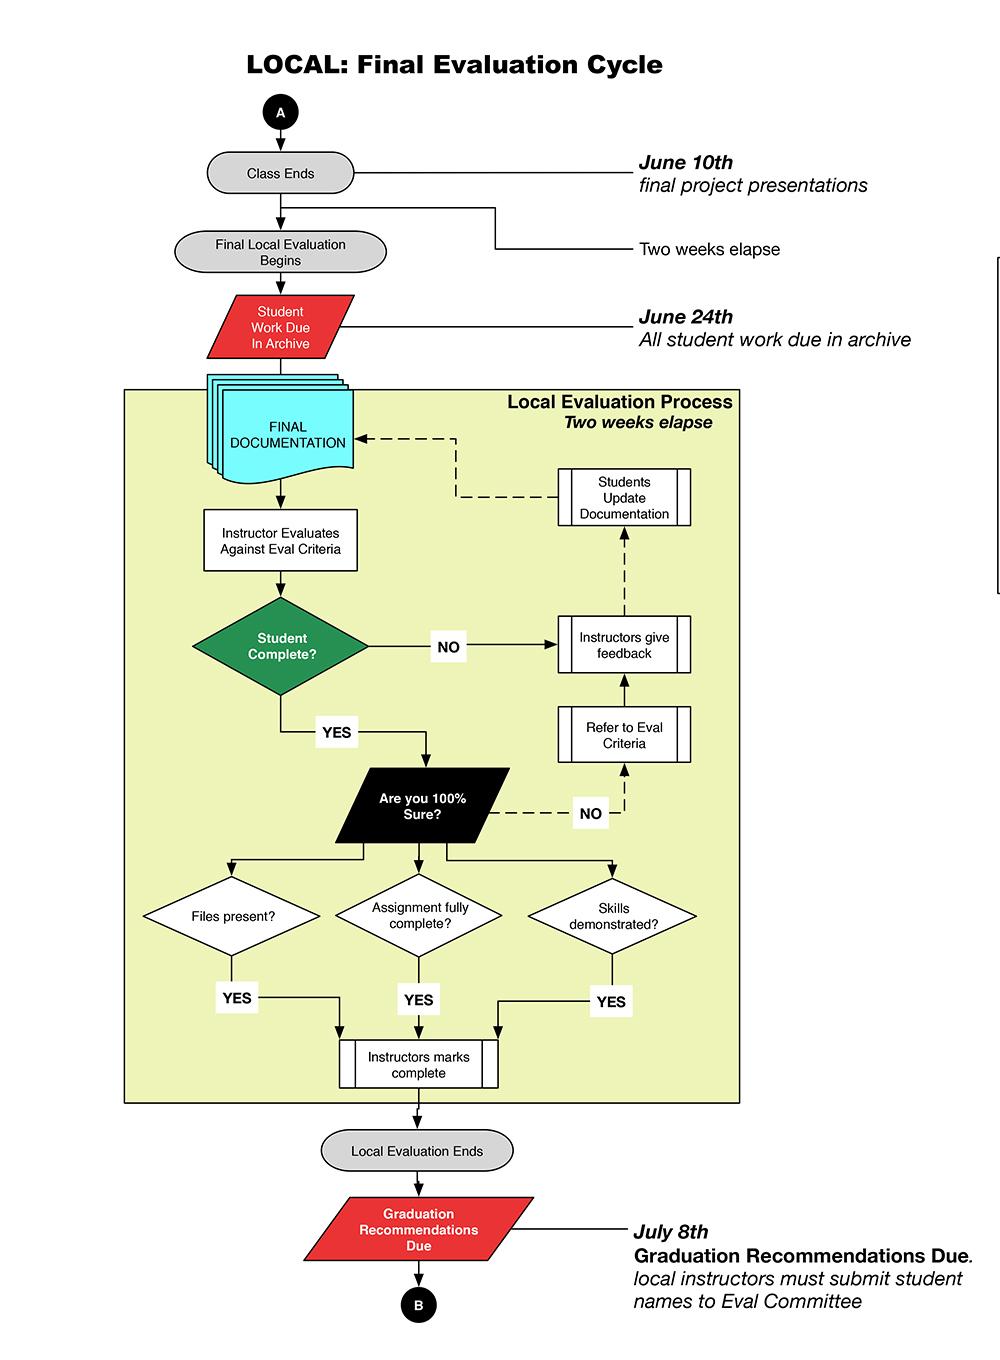 LOCAL: Final Evaluation Cycle
A
Class Ends
June 10th
final project presentations
Final Local Evaluation
Begins
Two weeks elapse
Student
Work Due
In Archive
June 24th
All student work due in archive
Local Evaluation Process
Two weeks elapse
FINAL
DOCUMENTATION
Students
Update
Documentation
Instructor Evaluates
Against Eval Criteria
Student
Complete?
NO
Instructors give
feedback
YES
Refer to Eval
Criteria
Are you 100%
Sure?
NO
Files present?
Assignment fully
complete?
Skills
demonstrated?
YES
YES
YES
Instructors marks
complete
Local Evaluation Ends
Graduation
Recommendations
Due
July 8th
Graduation Recommendations Due.
local instructors must submit student
names to Eval Committee
B